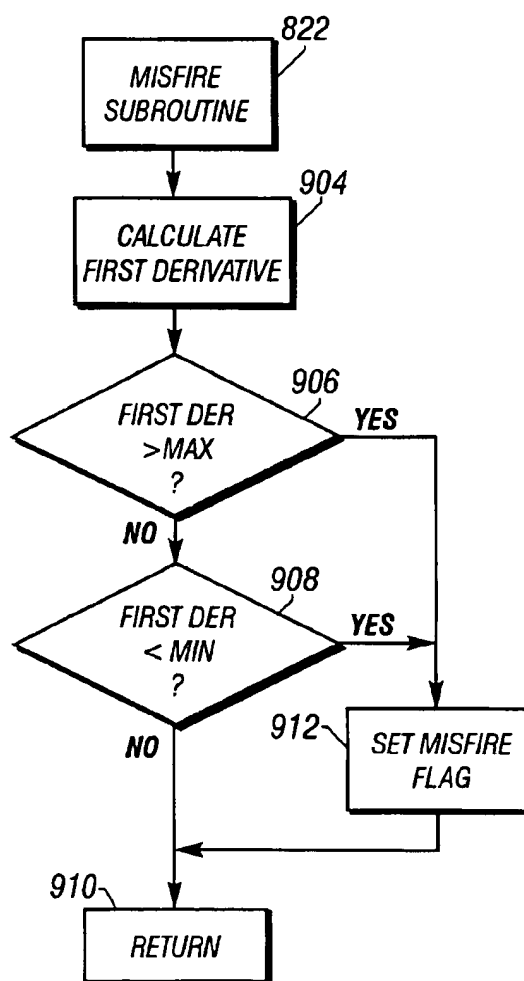 822
MISFIRE
SUBROUTINE
904
CALCULATE
FIRST DERIVATIVE
906
FIRST DER
>MAX
?
YES
NO
908
FIRST DER
< MIN
?
YES
NO
912
SET MISFIRE
FLAG
910
RETURN